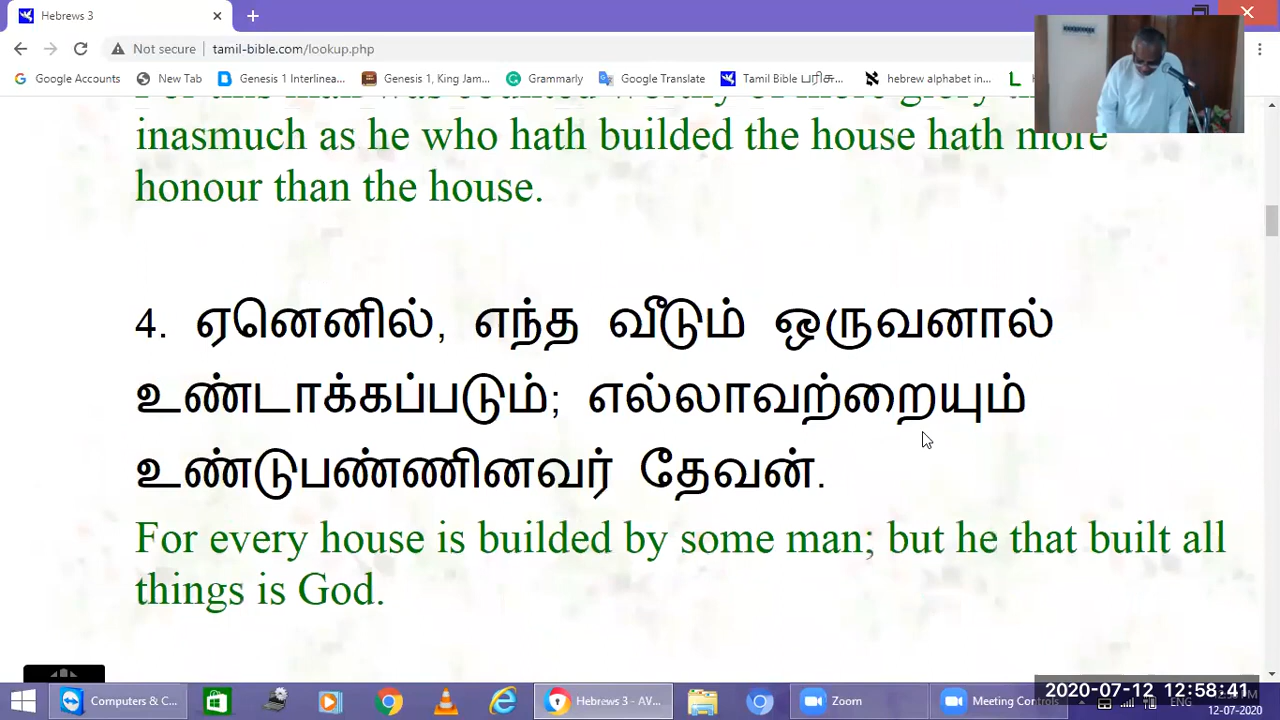 Hebrews 3
Not secure | tamil-bible.com/lookup.php
Google Accounts New Tab Genesis 1 Interlinea... Genesis 1, King Jam... Grammarly Google Translate Tamil Bible பரிசு... hebrew alphabet in...
inasmuch as he who hath builded the house hath more
honour than the house.
4. ஏனெனில், எந்த வீடும் ஒருவனால்
உண்டாக்கப்படும்; எல்லாவற்றையும்
உண்டுபண்ணினவர் தேவன்.
For every house is builded by some man; but he that built all
things is God.
2020-07-12 12:58:41
Computers & C... Hebrews 3 - AV... Zoom Meeting Controls ENG
12-07-2020